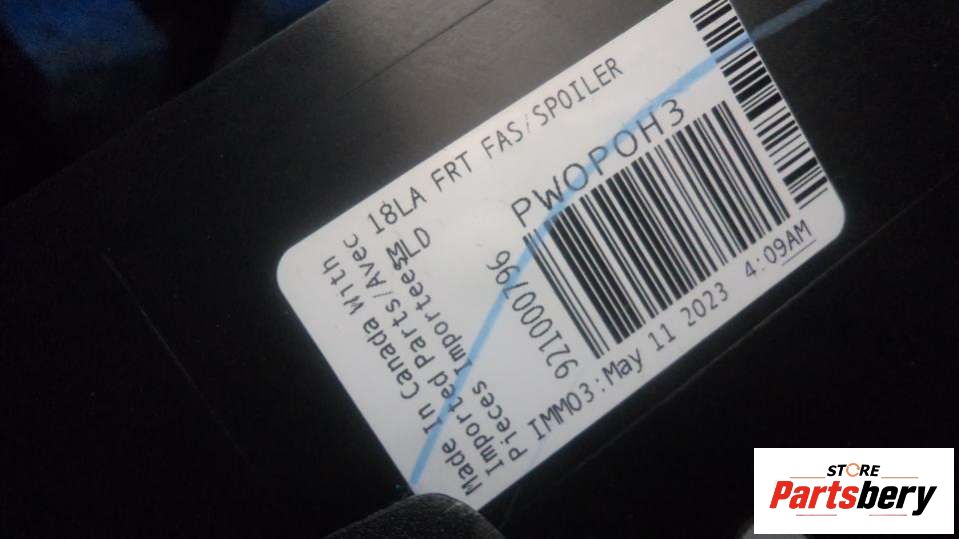 18LA FRT FAS/SPOILER
PWOPOH3
9210000796
IMM03:May 11 2023 4:09AM
Made In Canada With
Imported Parts/Avec
Pieces Importees
STORE
Partsbery